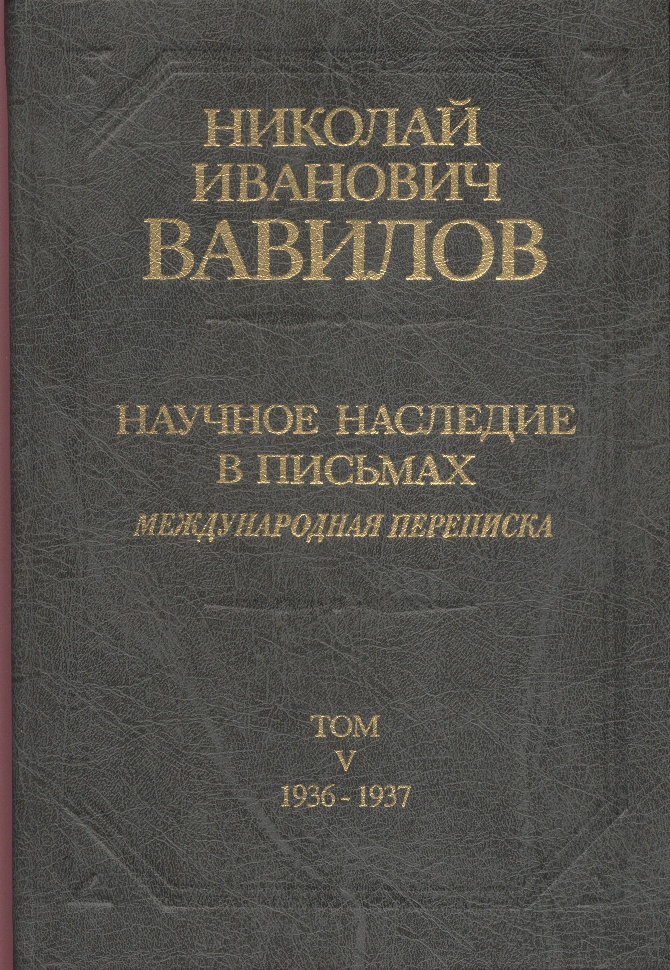 НИКОЛАЙ
ИВАНОВИЧ
ВАВИЛОВ
НАУЧНОЕ НАСЛЕДИЕ
В ПИСЬМАХ
МЕЖДУНАРОДНАЯ ПЕРЕПИСКА
ТОМ
V
1936-1937